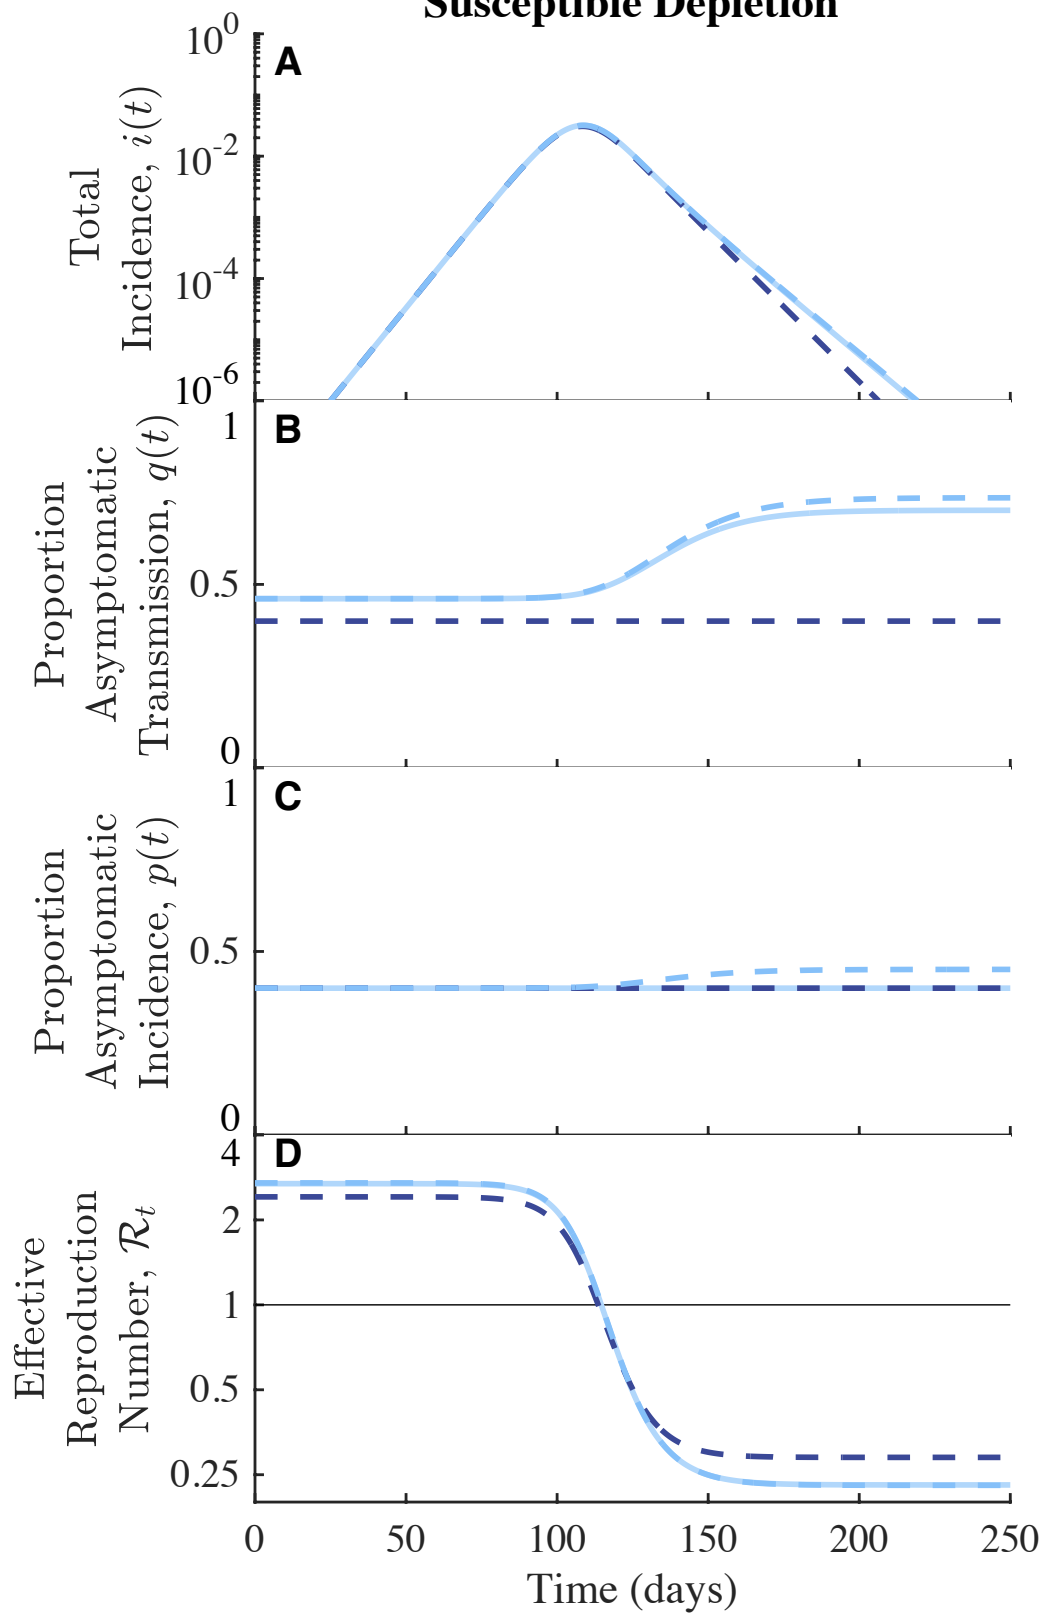 Susceptible Depletion
A
10^0
10^-2
10^-4
10^-6
Total
Incidence, i(t)
B
1
0.5
0
Proportion
Asymptomatic
Transmission, q(t)
C
1
0.5
0
Proportion
Asymptomatic
Incidence, p(t)
D
4
2
1
0.5
0.25
Effective
Reproduction
Number, ℛ_t
0 50 100 150 200 250
Time (days)